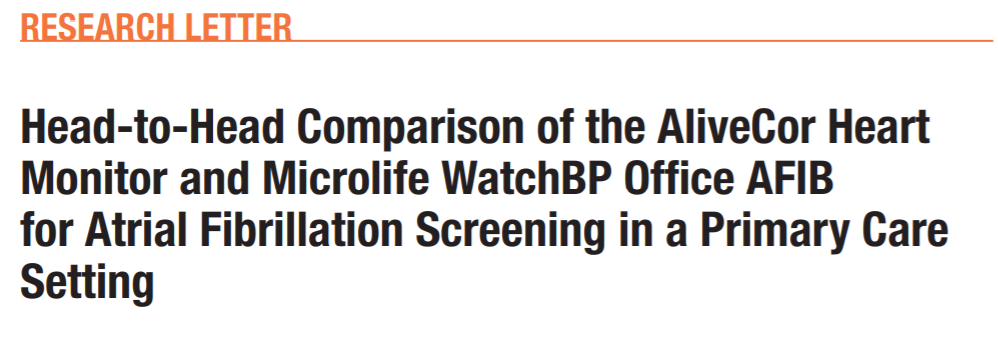 RESEARCH LETTER
Head-to-Head Comparison of the AliveCor Heart
Monitor and Microlife WatchBP Office AFIB
for Atrial Fibrillation Screening in a Primary Care
Setting